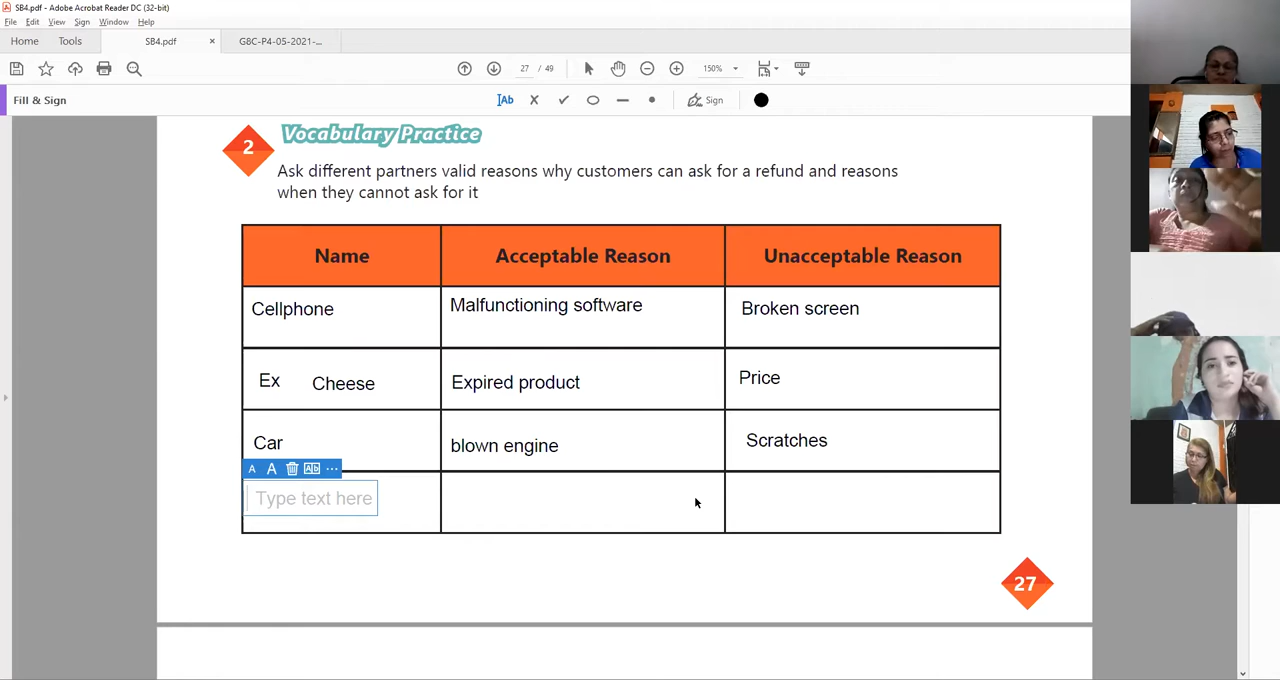 SB4.pdf - Adobe Acrobat Reader DC (32-bit)
File Edit View Sign Window Help
Home Tools SB4.pdf × GBC-P4-05-2021-...
27 / 49 150%
Fill & Sign Ab Sign
2 Vocabulary Practice
Ask different partners valid reasons why customers can ask for a refund and reasons
when they cannot ask for it
Name Acceptable Reason Unacceptable Reason
Cellphone Malfunctioning software Broken screen
Ex Cheese Expired product Price
Car blown engine Scratches
A A Ab ...
Type text here
27